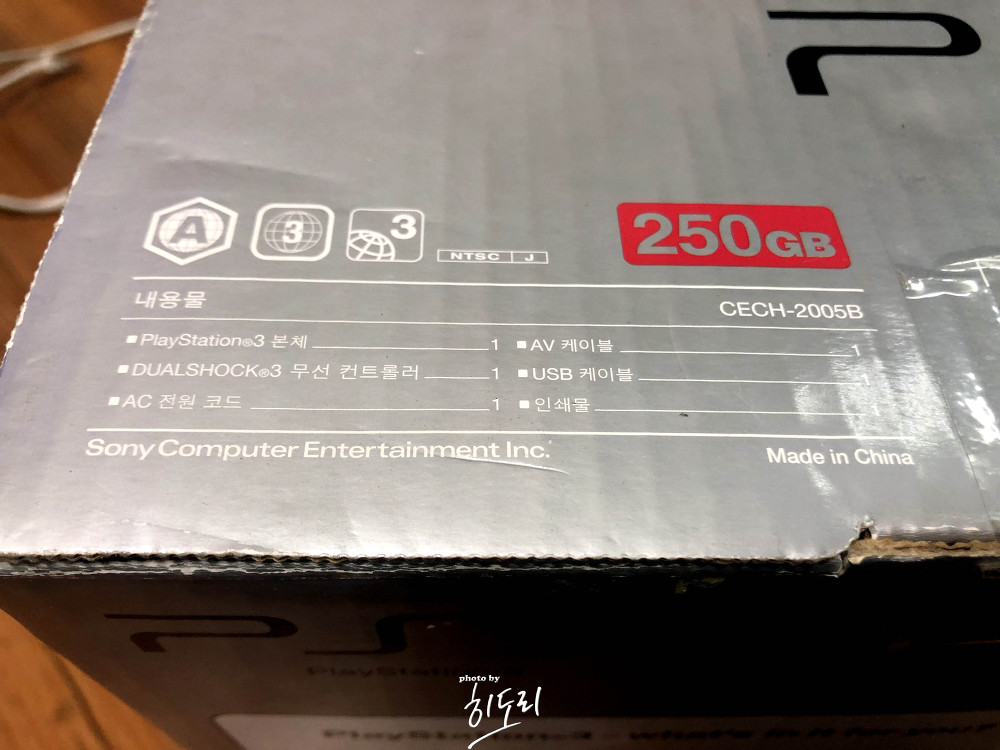 A 3 3 NTSC J 250GB
내용물 CECH-2005B
■PlayStation®3 본체 1 ■AV 케이블 1
■DUALSHOCK®3 무선 컨트롤러 1 ■USB 케이블 1
■AC 전원 코드 1 ■인쇄물
Sony Computer Entertainment Inc. Made in China
PlayStation
photo by
히도리